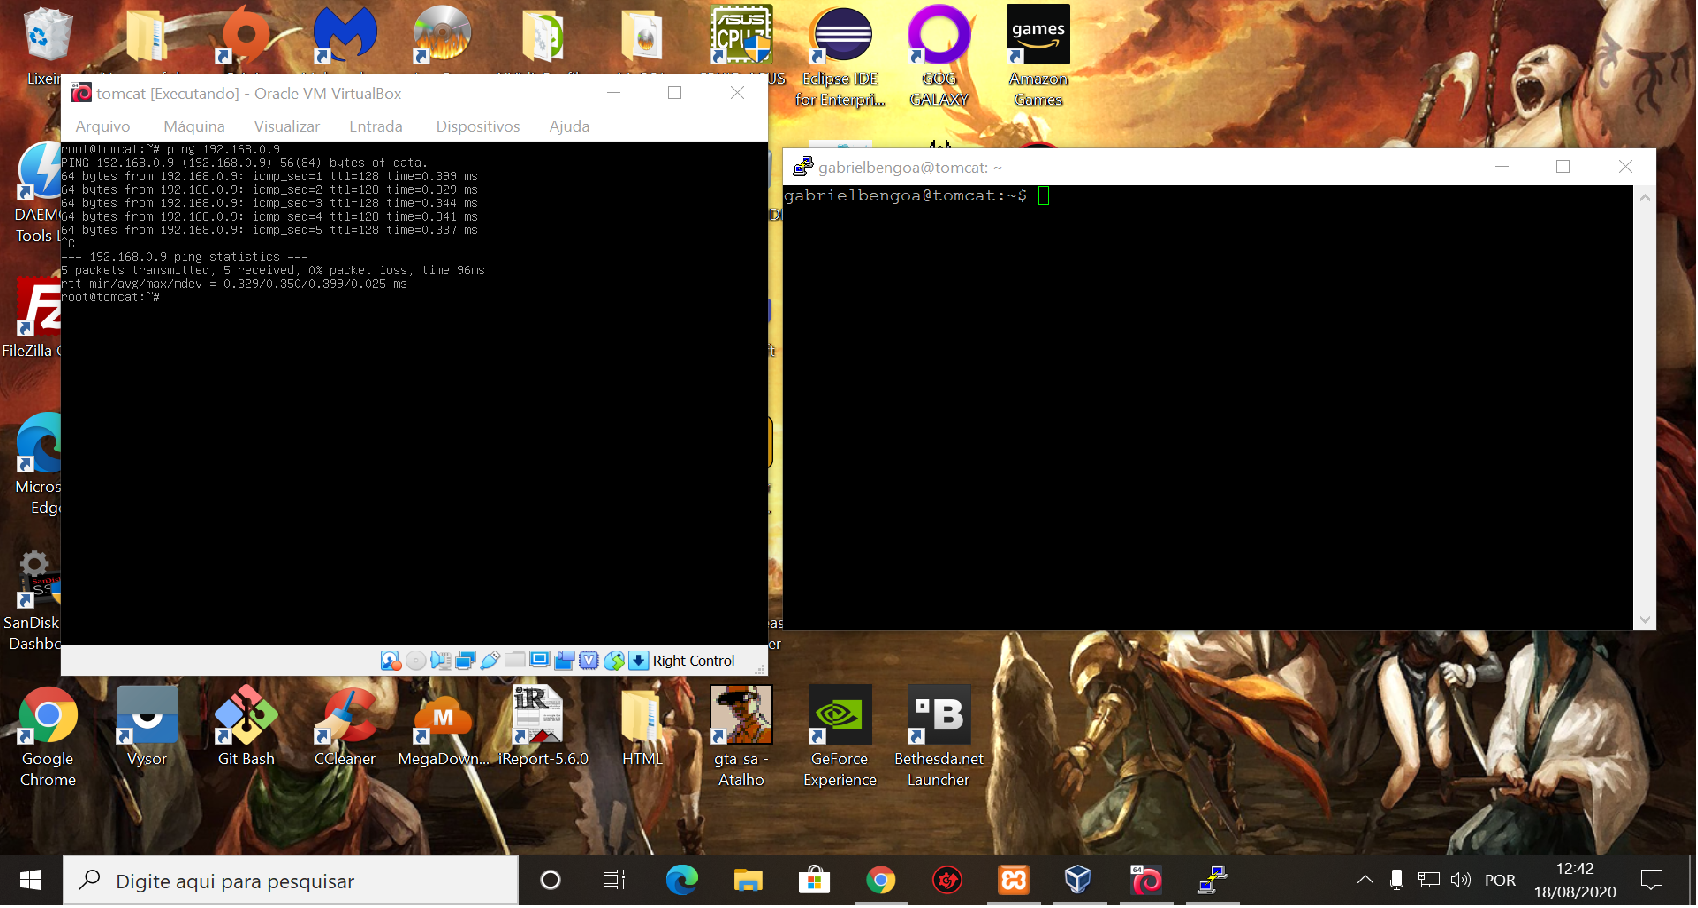 Lixeir
Eclipse IDE
for Enterpri...
GOG
GALAXY
games
Amazon
Games
ASUS
CPU Z
tomcat [Executando] - Oracle VM VirtualBox
Arquivo Máquina Visualizar Entrada Dispositivos Ajuda
root@tomcat:~# ping 192.168.0.9
PING 192.168.0.9 (192.168.0.9) 56(84) bytes of data.
64 bytes from 192.168.0.9: icmp_seq=1 ttl=128 time=0.399 ms
64 bytes from 192.168.0.9: icmp_seq=2 ttl=128 time=0.329 ms
64 bytes from 192.168.0.9: icmp_seq=3 ttl=128 time=0.344 ms
64 bytes from 192.168.0.9: icmp_seq=4 ttl=128 time=0.341 ms
64 bytes from 192.168.0.9: icmp_seq=5 ttl=128 time=0.337 ms
^C
--- 192.168.0.9 ping statistics ---
5 packets transmitted, 5 received, 0% packet loss, time 96ms
rtt min/avg/max/mdev = 0.329/0.350/0.399/0.025 ms
root@tomcat:~#
Right Control
gabrielbengoa@tomcat: ~
gabrielbengoa@tomcat:~$
DAEM
Tools
FileZilla
Micros
Edge
SanDisk
Dashbo
Google
Chrome
Vysor
Git Bash
CCleaner
MegaDown...
iR
iReport-5.6.0
HTML
gta sa -
Atalho
GeForce
Experience
B
Bethesda.net
Launcher
Digite aqui para pesquisar
64
POR
12:42
18/08/2020